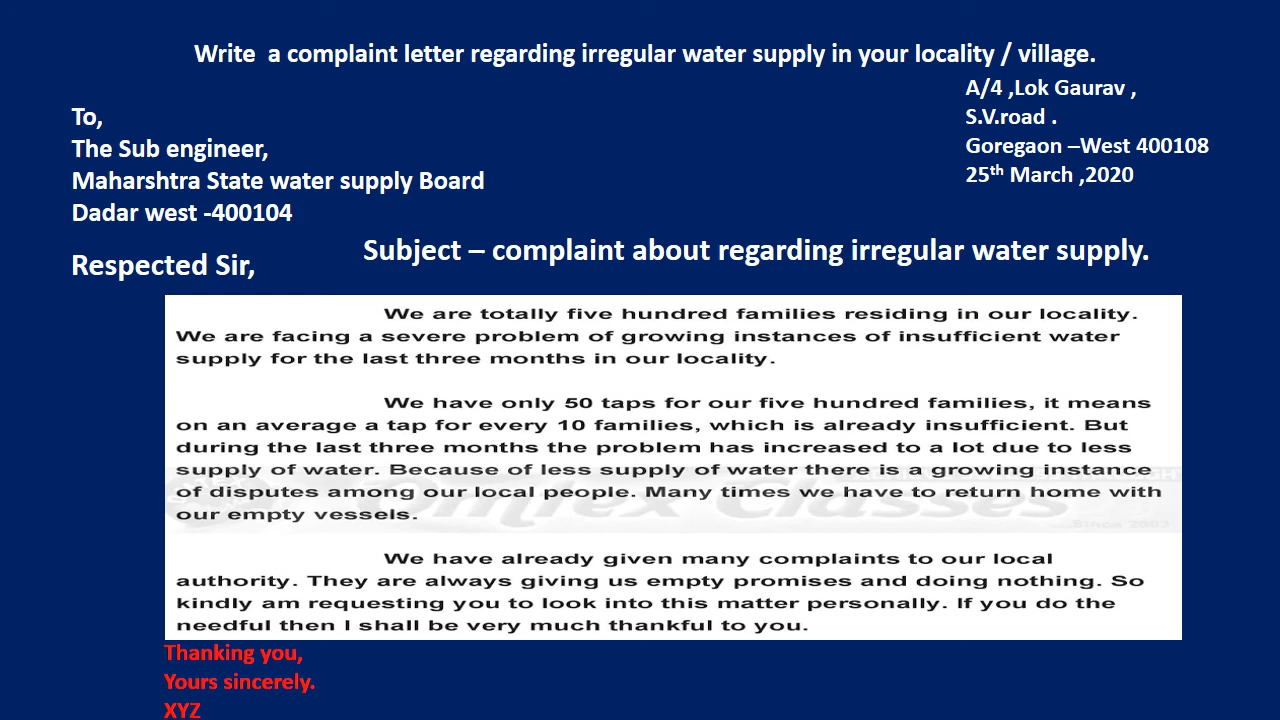 Write  a complaint letter regarding irregular water supply in your locality / village.
A/4 ,Lok Gaurav ,
S.V.road .
Goregaon –West 400108
25th March ,2020
To,
The Sub engineer,
Maharshtra State water supply Board
Dadar west -400104
Subject – complaint about regarding irregular water supply.
Respected Sir,
We are totally five hundred families residing in our locality.
We are facing a severe problem of growing instances of insufficient water
supply for the last three months in our locality.
We have only 50 taps for our five hundred families, it means
on an average a tap for every 10 families, which is already insufficient. But
during the last three months the problem has increased to a lot due to less
supply of water. Because of less supply of water there is a growing instance
of disputes among our local people. Many times we have to return home with
our empty vessels.
Omtex Classes
Since 2003
We have already given many complaints to our local
authority. They are always giving us empty promises and doing nothing. So
kindly am requesting you to look into this matter personally. If you do the
needful then I shall be very much thankful to you.
Thanking you,
Yours sincerely.
XYZ